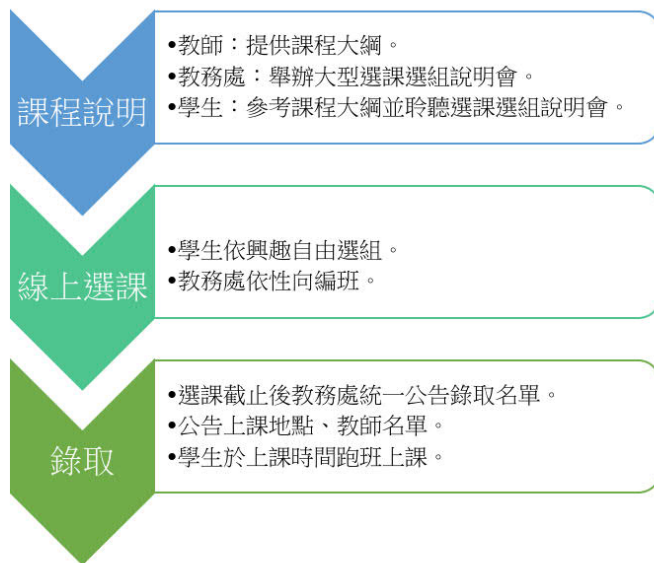 課程說明
•教師：提供課程大綱。
•教務處：舉辦大型選課選組說明會。
•學生：參考課程大綱並聆聽選課選組說明會。
線上選課
•學生依興趣自由選組。
•教務處依性向編班。
錄取
•選課截止後教務處統一公告錄取名單。
•公告上課地點、教師名單。
•學生於上課時間跑班上課。